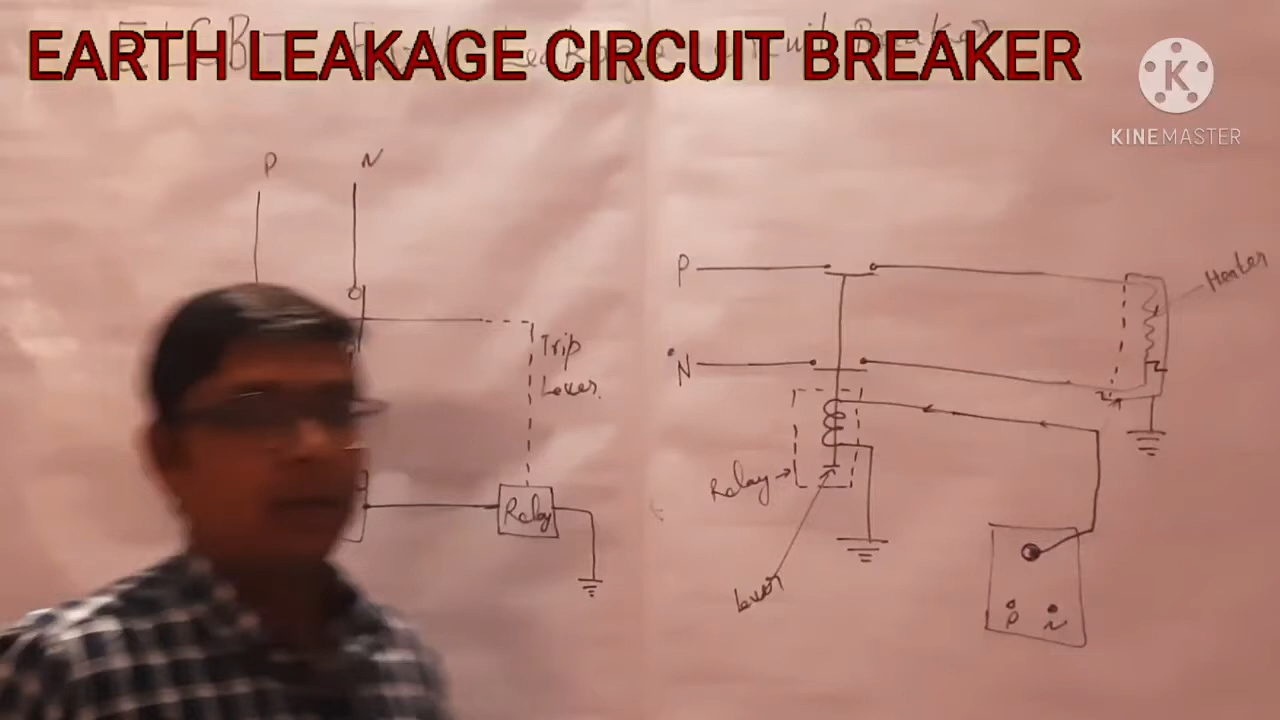 EARTH LEAKAGE CIRCUIT BREAKER
KINEMASTER
P N
Trip
Lever.
Relay
P
N
Heater
Relay
lever
P N